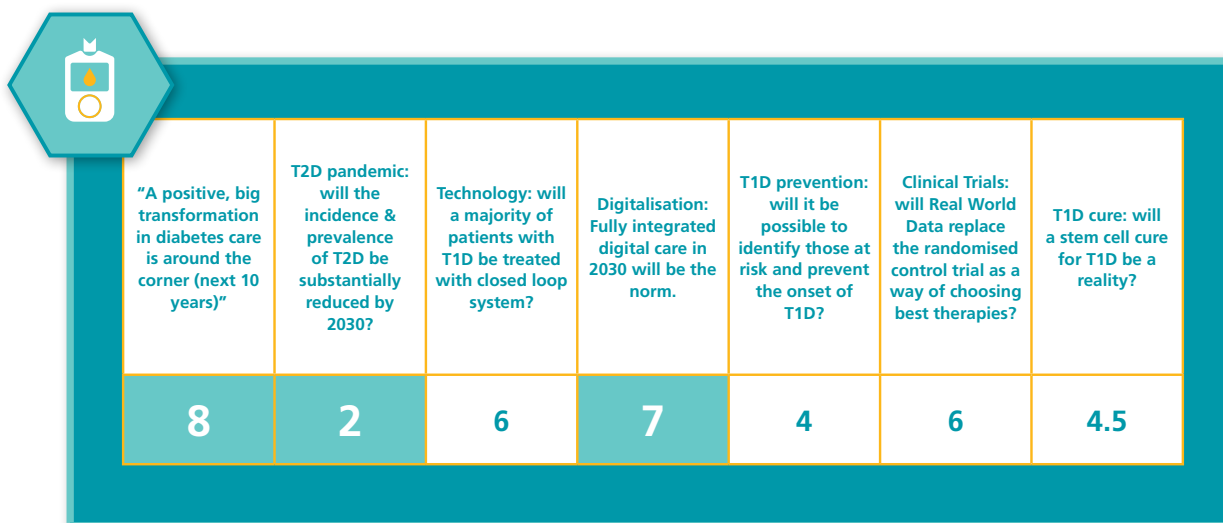 “A positive, big
transformation
in diabetes care
is around the
corner (next 10
years)”
T2D pandemic:
will the
incidence &
prevalence
of T2D be
substantially
reduced by
2030?
Technology: will
a majority of
patients with
T1D be treated
with closed loop
system?
Digitalisation:
Fully integrated
digital care in
2030 will be the
norm.
T1D prevention:
will it be
possible to
identify those at
risk and prevent
the onset of
T1D?
Clinical Trials:
will Real World
Data replace
the randomised
control trial as a
way of choosing
best therapies?
T1D cure: will
a stem cell cure
for T1D be a
reality?
8
2
6
7
4
6
4.5